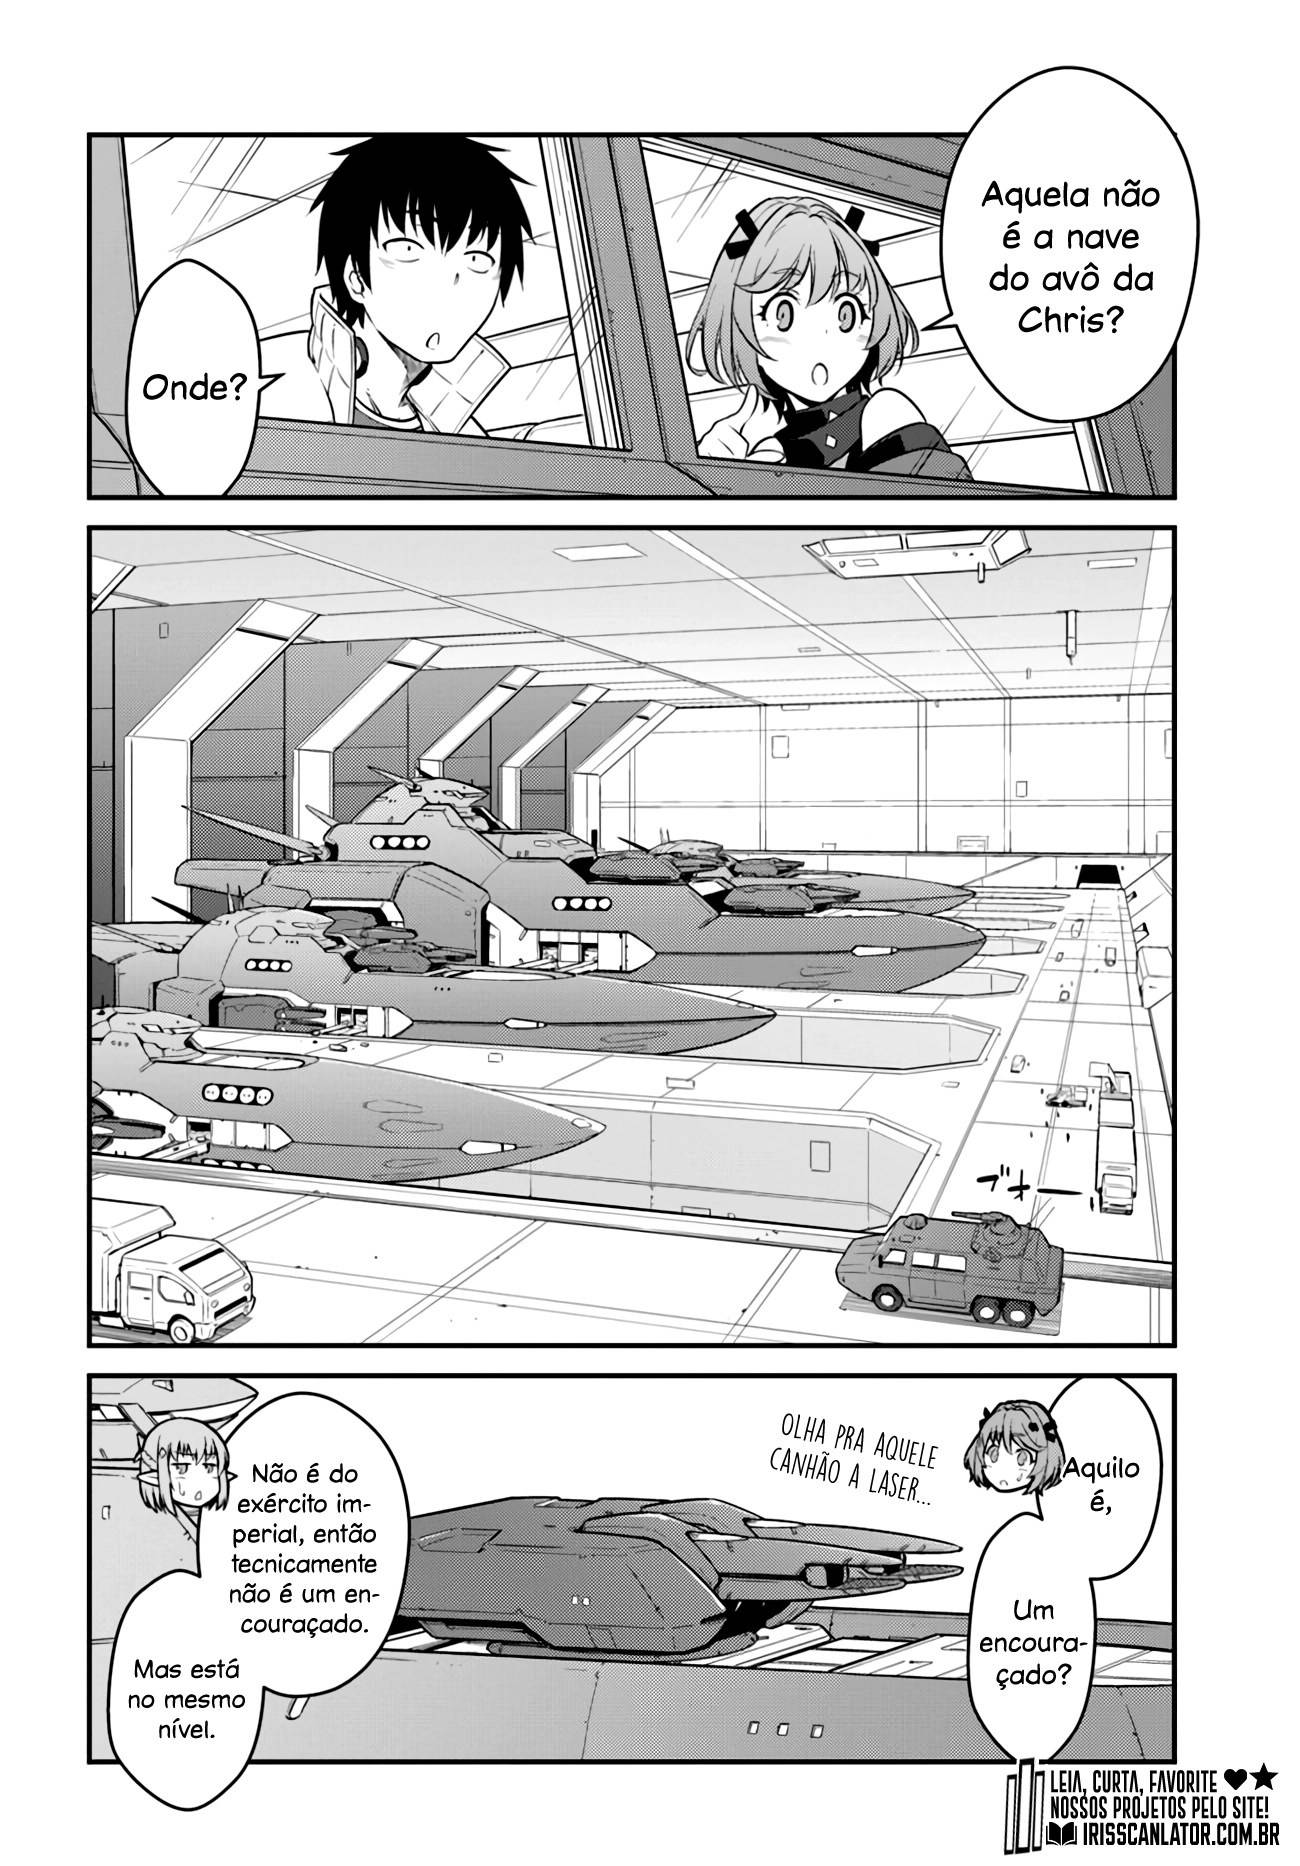 Aquela não
é a nave
do avô da
Chris?
Onde?
ブオー
Aquilo
é,
Um
encoura-
çado?
OLHA PRA AQUELE
CANHÃO A LASER...
Não é do
exército im-
perial, então
tecnicamente
não é um en-
couraçado.
Mas está
no mesmo
nível.
LEIA, CURTA, FAVORITE
NOSSOS PROJETOS PELO SITE!
IRISSCANLATOR.COM.BR